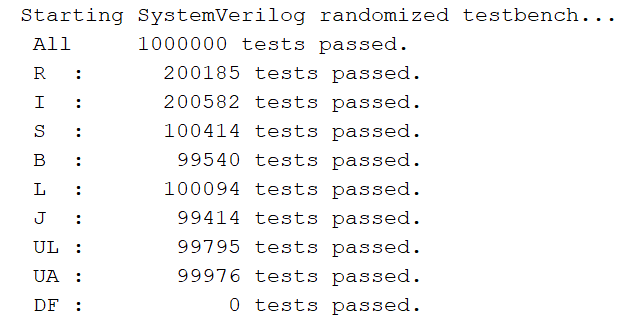 Starting SystemVerilog randomized testbench...
All     1000000 tests passed.
R  :      200185 tests passed.
I  :      200582 tests passed.
S  :      100414 tests passed.
B  :       99540 tests passed.
L  :      100094 tests passed.
J  :       99414 tests passed.
UL :       99795 tests passed.
UA :       99976 tests passed.
DF :           0 tests passed.